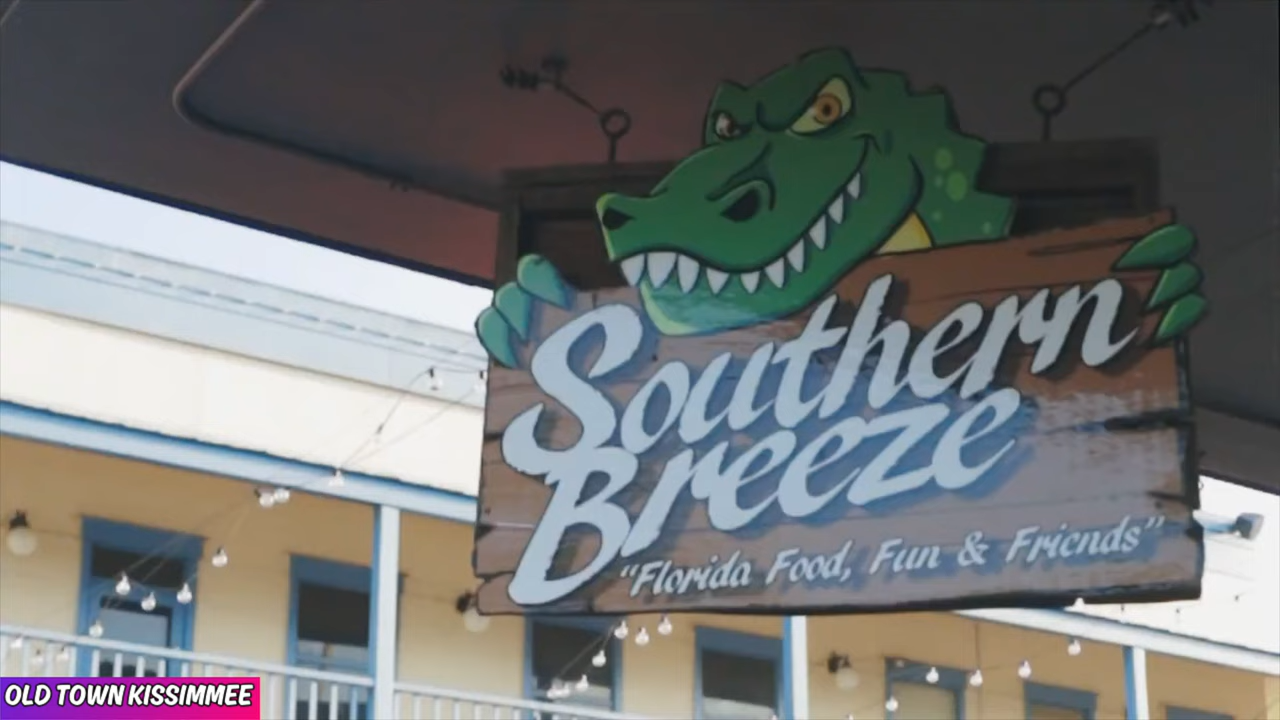 Southern
Breeze
"Florida Food, Fun & Friends"
OLD TOWN KISSIMMEE